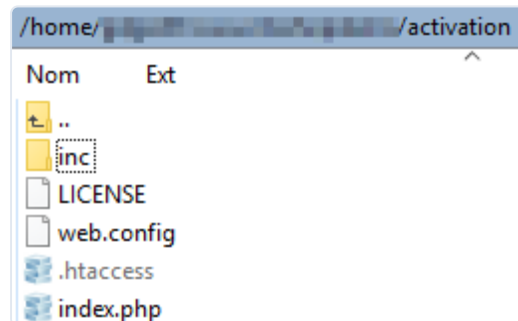 /home/ /activation
Nom Ext
..
inc
LICENSE
web.config
.htaccess
index.php